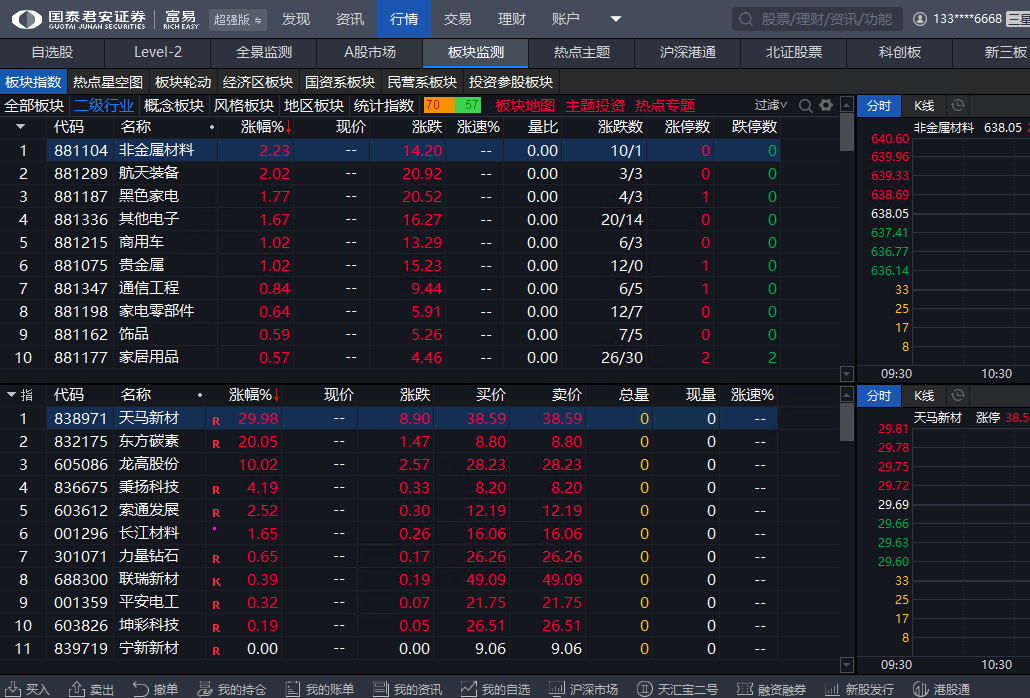 国泰君安证券 GUOTAI JUNAN SECURITIES 富易 RICH EASY 超强版 发现 资讯 行情 交易 理财 账户 股票/理财/资讯/功能 133****6668
自选股 Level-2 全景监测 A股市场 板块监测 热点主题 沪深港通 北证股票 科创板 新三板
板块指数 热点星空图 板块轮动 经济区板块 国资系板块 民营系板块 投资参股板块
全部板块 二级行业 概念板块 风格板块 地区板块 统计指数 70 57 板块地图 主题投资 热点专题 过滤 分时 K线
代码 名称 涨幅%↓ 现价 涨跌 涨速% 量比 涨跌数 涨停数 跌停数
1 881104 非金属材料 2.23 -- 14.20 -- 0.00 10/1 0 0
2 881289 航天装备 2.02 -- 20.92 -- 0.00 3/3 0 0
3 881187 黑色家电 1.77 -- 20.52 -- 0.00 4/3 1 0
4 881336 其他电子 1.67 -- 16.27 -- 0.00 20/14 0 0
5 881215 商用车 1.02 -- 13.29 -- 0.00 6/3 0 0
6 881075 贵金属 1.02 -- 15.23 -- 0.00 12/0 1 0
7 881347 通信工程 0.84 -- 9.44 -- 0.00 6/5 1 0
8 881198 家电零部件 0.64 -- 5.91 -- 0.00 12/7 0 0
9 881162 饰品 0.59 -- 5.26 -- 0.00 7/5 0 0
10 881177 家居用品 0.57 -- 4.46 -- 0.00 26/30 2 2
非金属材料 638.05
640.60
639.96
639.33
638.69
638.05
637.41
636.77
636.14
33
25
17
8
09:30 10:30
指 代码 名称 涨幅%↓ 现价 涨跌 买价 卖价 总量 现量 涨速%
1 838971 天马新材 R 29.98 -- 8.90 38.59 38.59 0 0 --
2 832175 东方碳素 R 20.05 -- 1.47 8.80 8.80 0 0 --
3 605086 龙高股份 10.02 -- 2.57 28.23 28.23 0 0 --
4 836675 秉扬科技 R 4.19 -- 0.33 8.20 8.20 0 0 --
5 603612 索通发展 R 2.52 -- 0.30 12.19 12.19 0 0 --
6 001296 长江材料 1.65 -- 0.26 16.06 16.06 0 0 --
7 301071 力量钻石 R 0.65 -- 0.17 26.26 26.26 0 0 --
8 688300 联瑞新材 K 0.39 -- 0.19 49.09 49.09 0 0 --
9 001359 平安电工 R 0.32 -- 0.07 21.75 21.75 0 0 --
10 603826 坤彩科技 R 0.19 -- 0.05 26.51 26.51 0 0 --
11 839719 宁新新材 R 0.00 -- 0.00 9.06 9.06 0 0 --
分时 K线
天马新材 涨停 38.5
29.81
29.78
29.75
29.72
29.69
29.66
29.63
29.60
33
25
17
8
09:30 10:30
买入 卖出 撤单 我的持仓 我的账单 我的资讯 我的自选 沪深市场 天汇宝二号 融资融券 新股发行 港股通